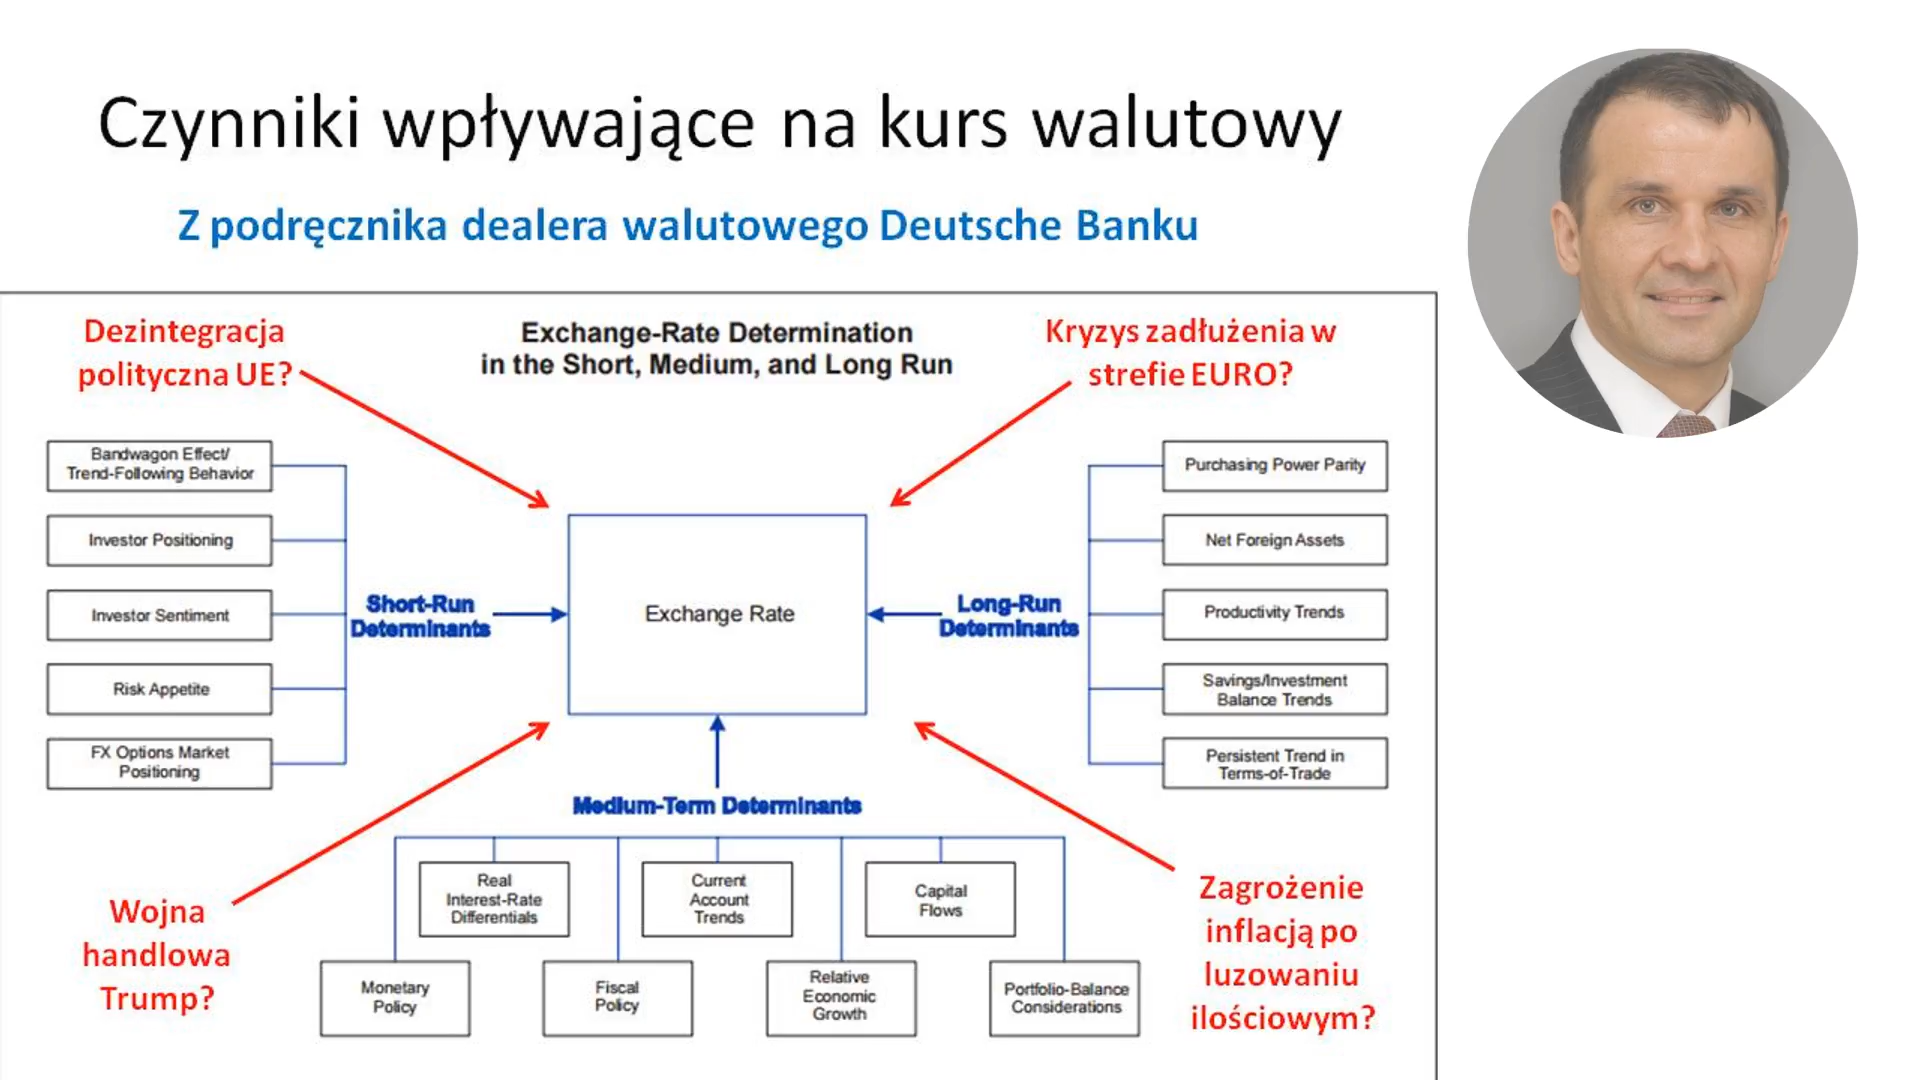 Czynniki wpływające na kurs walutowy
Z podręcznika dealera walutowego Deutsche Banku
Dezintegracja
polityczna UE?
Exchange-Rate Determination
in the Short, Medium, and Long Run
Kryzys zadłużenia w
strefie EURO?
Bandwagon Effect/
Trend-Following Behavior
Investor Positioning
Investor Sentiment
Risk Appetite
FX Options Market
Positioning
Short-Run
Determinants
Exchange Rate
Long-Run
Determinants
Purchasing Power Parity
Net Foreign Assets
Productivity Trends
Savings/Investment
Balance Trends
Persistent Trend in
Terms-of-Trade
Medium-Term Determinants
Real
Interest-Rate
Differentials
Current
Account
Trends
Capital
Flows
Monetary
Policy
Fiscal
Policy
Relative
Economic
Growth
Portfolio-Balance
Considerations
Wojna
handlowa
Trump?
Zagrożenie
inflacją po
luzowaniu
ilościowym?